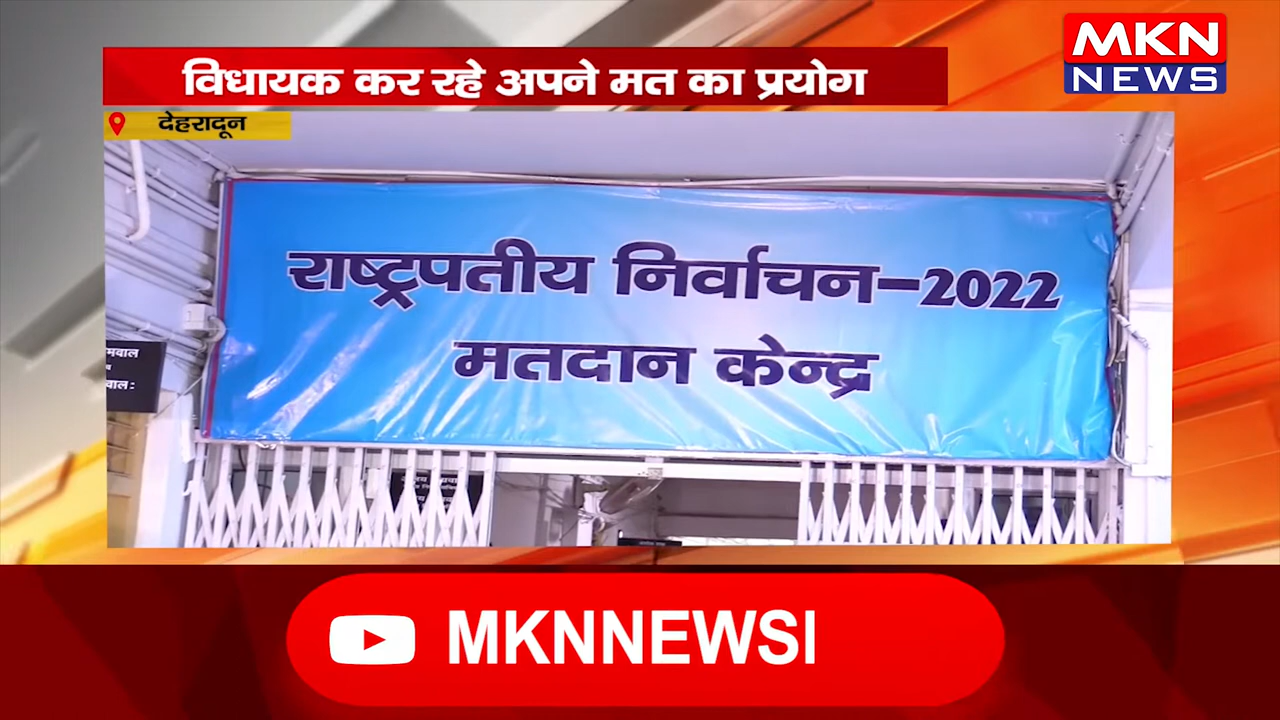 विधायक कर रहे अपने मत का प्रयोग
MKN
NEWS
देहरादून
राष्ट्रपतीय निर्वाचन-2022
मतदान केन्द्र
MKNNEWSI